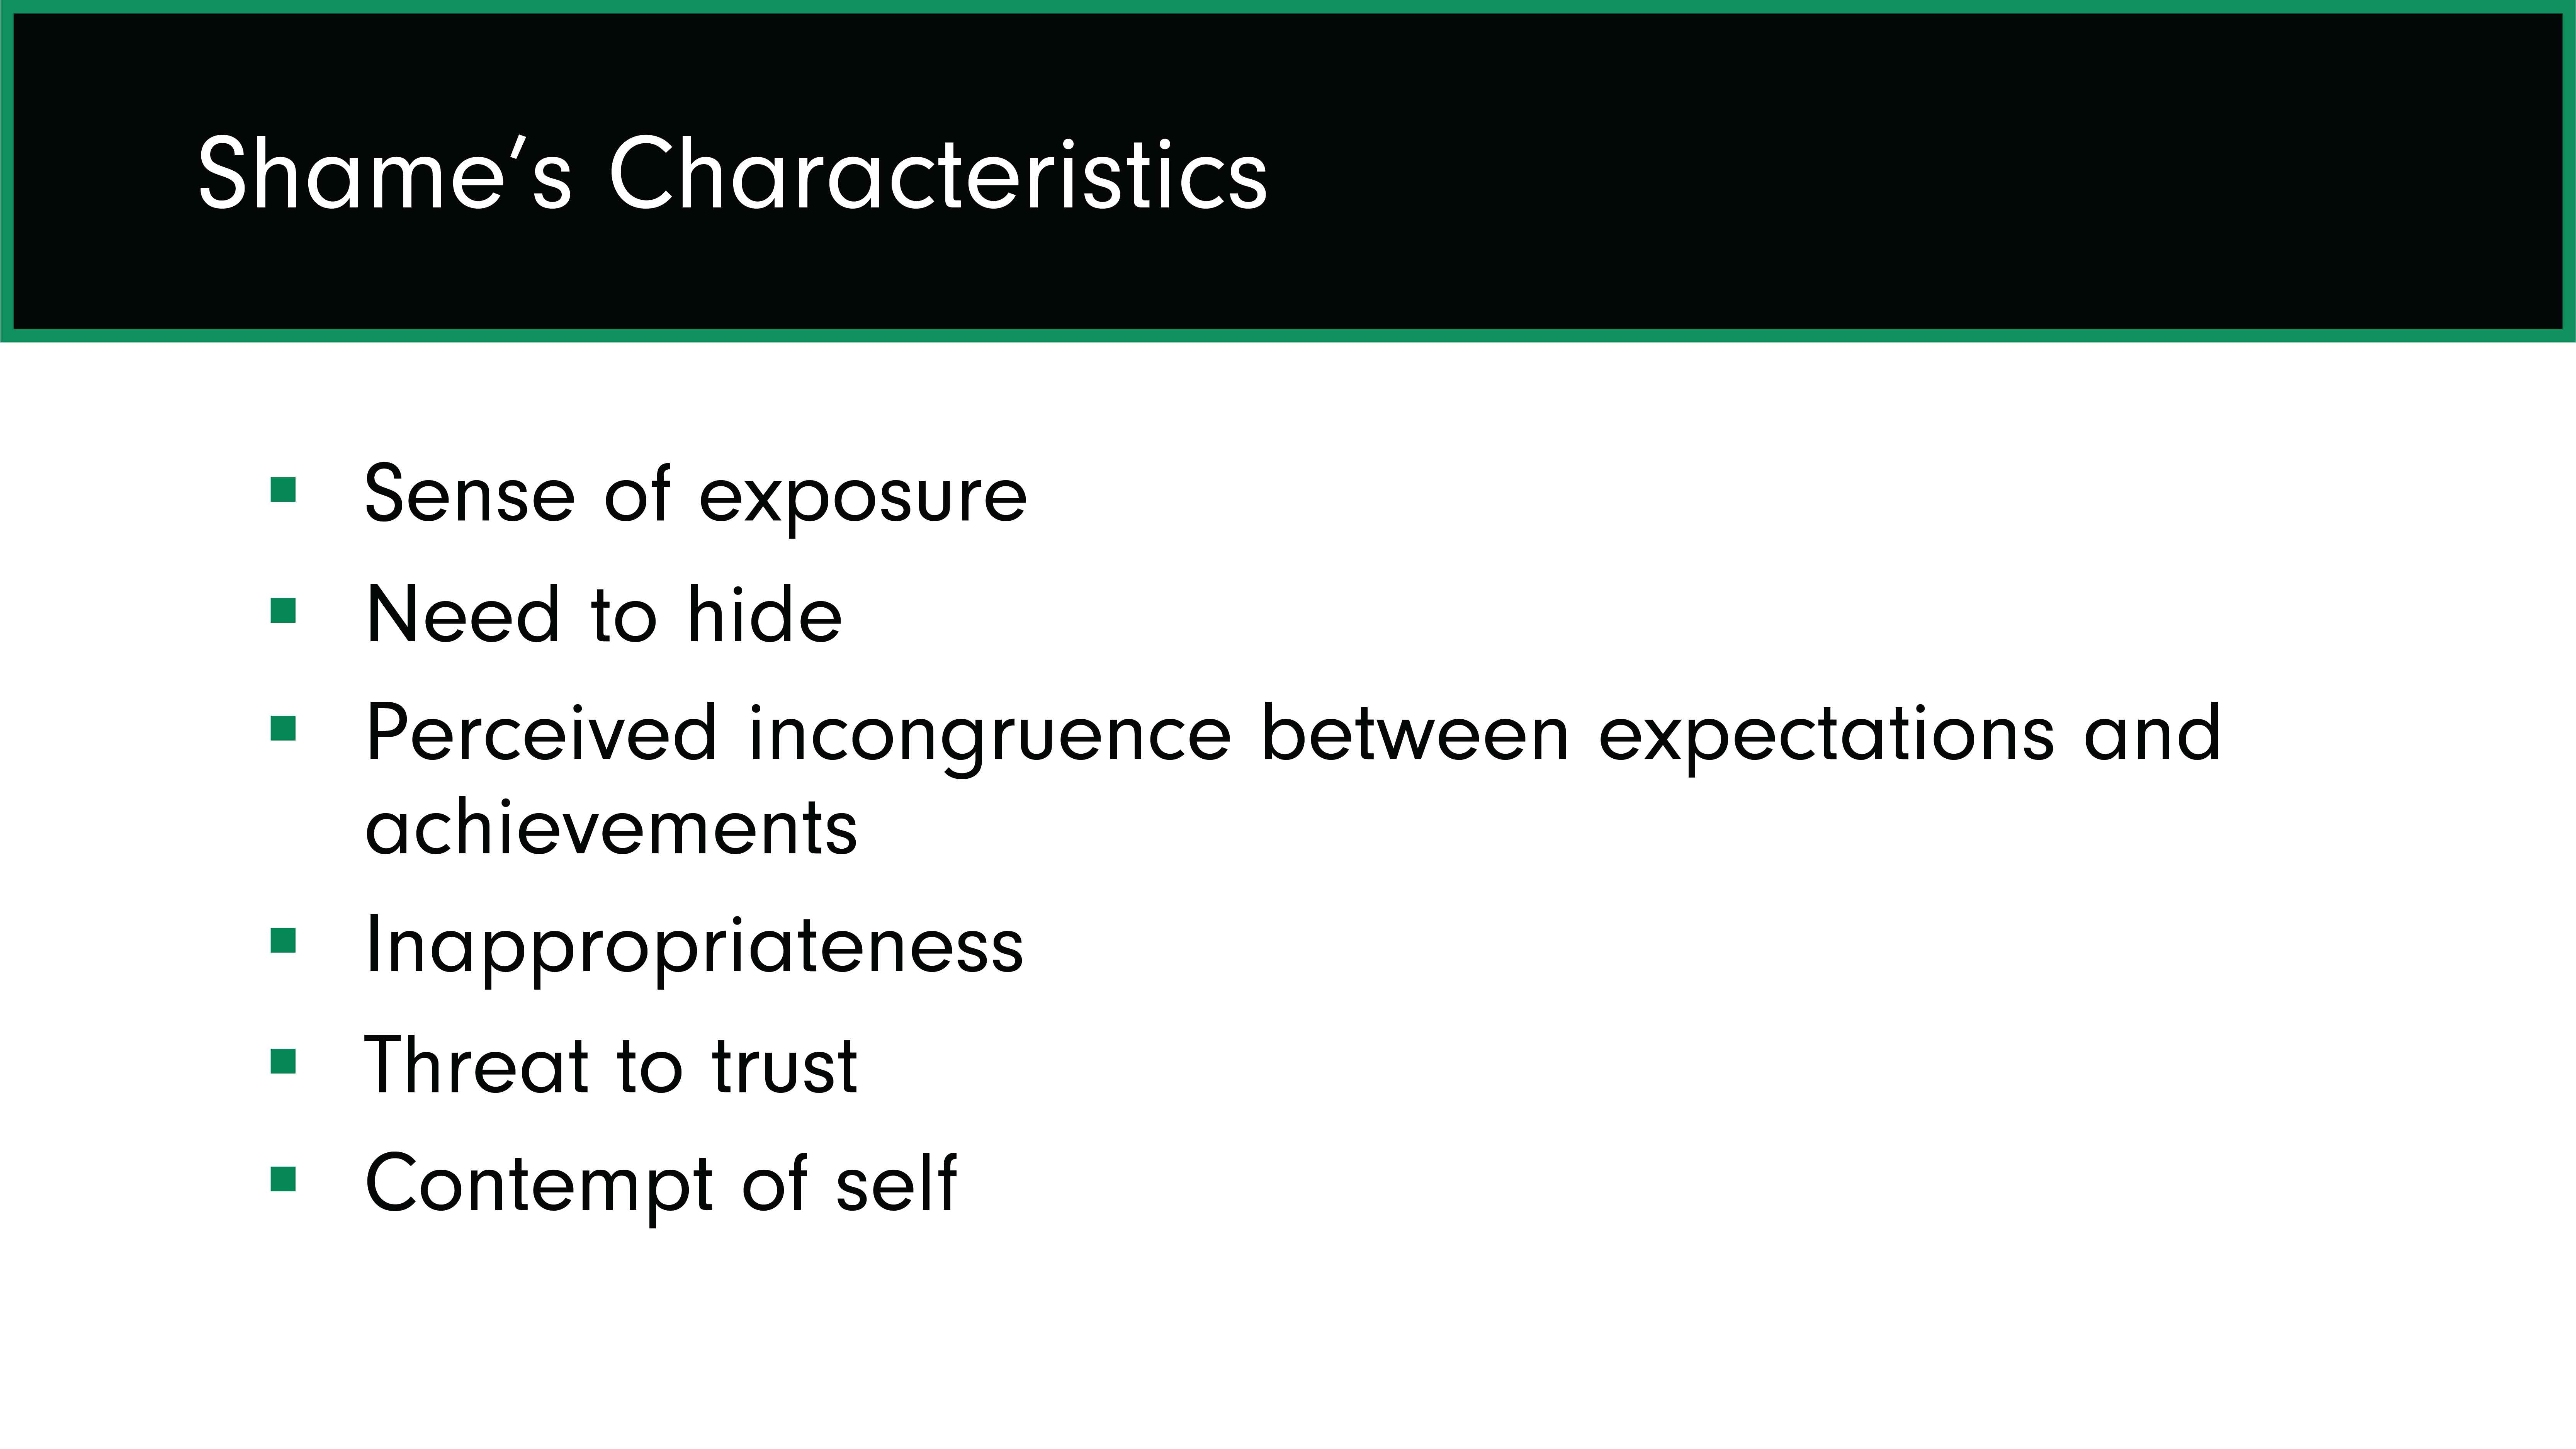 Shame’s Characteristics
Sense of exposure
Need to hide
Perceived incongruence between expectations and
achievements
Inappropriateness
Threat to trust
Contempt of self